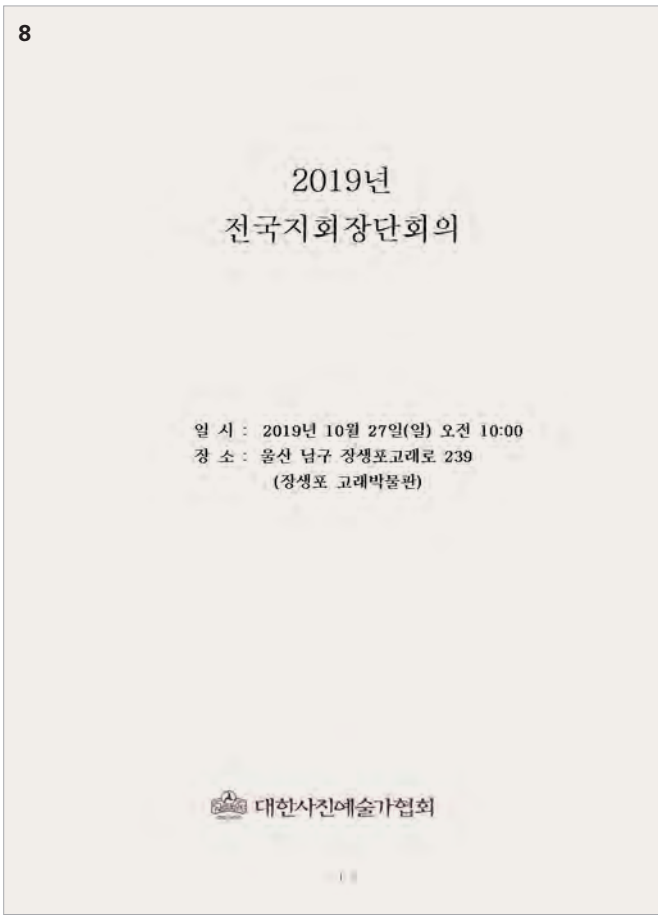 8
2019년
전국지회장단회의
일 시 : 2019년 10월 27일(일) 오전 10:00
장 소 : 울산 남구 장생포고래로 239
(장생포 고래박물관)
대한사진예술가협회